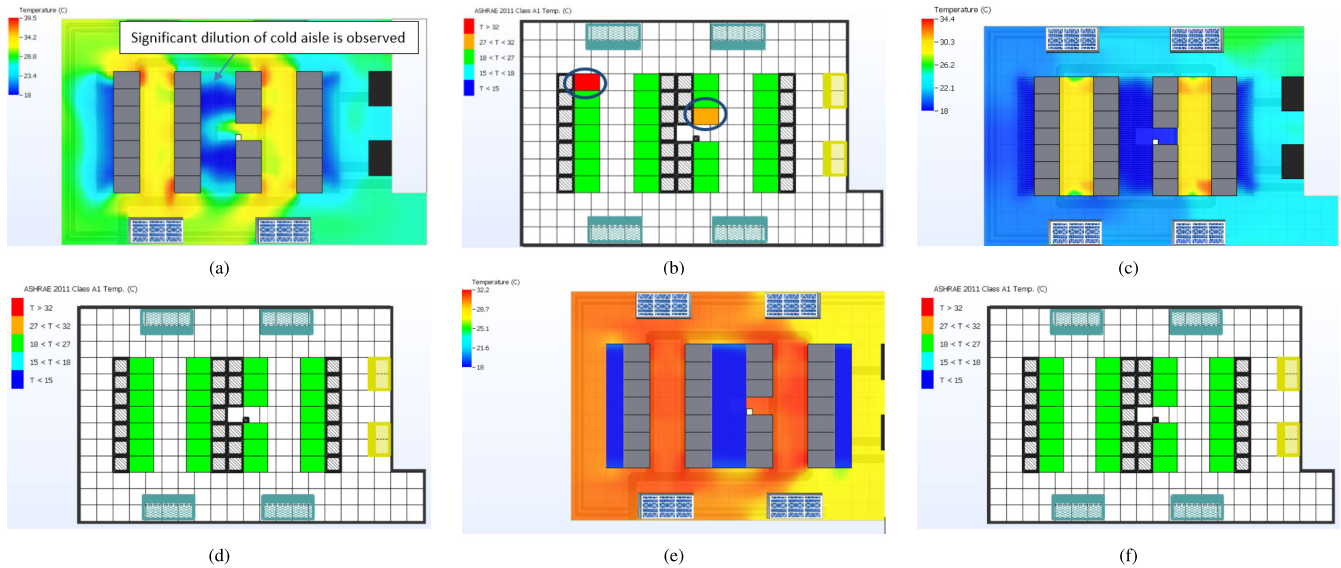 Temperature (C)
39.5
34.2
28.8
23.4
18
Significant dilution of cold aisle is observed
(a)
ASHRAE 2011 Class A1 Temp. (C)
T > 32
27 < T < 32
18 < T < 27
15 < T < 18
T < 15
(b)
Temperature (C)
34.4
30.3
26.2
22.1
18
(c)
ASHRAE 2011 Class A1 Temp. (C)
T > 32
27 < T < 32
18 < T < 27
15 < T < 18
T < 15
(d)
Temperature (C)
32.2
28.7
25.1
21.6
18
(e)
ASHRAE 2011 Class A1 Temp. (C)
T > 32
27 < T < 32
18 < T < 27
15 < T < 18
T < 15
(f)